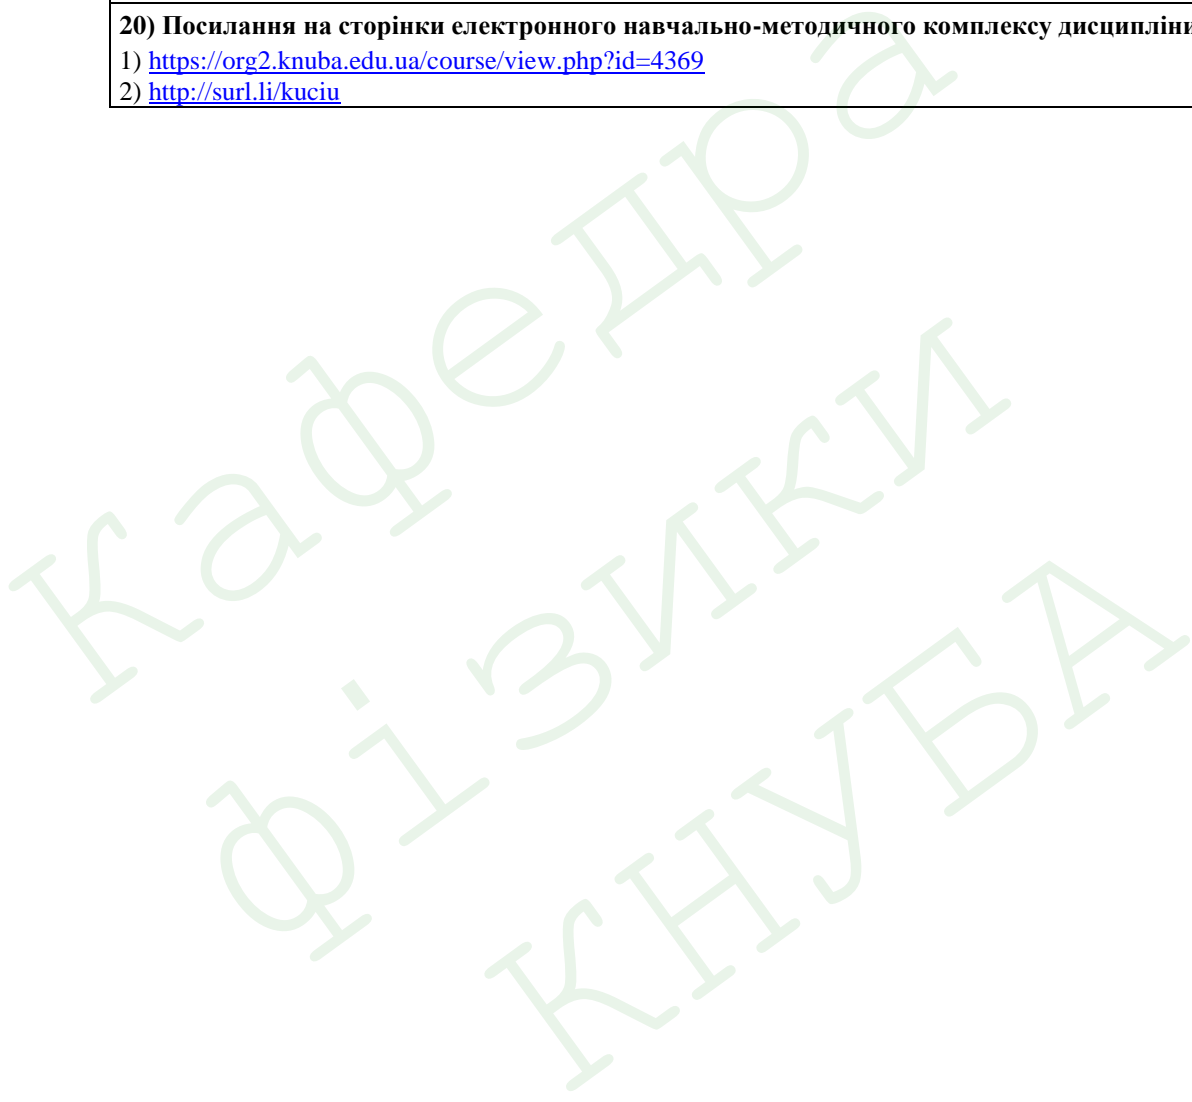 20) Посилання на сторінки електронного навчально-методичного комплексу дисципліни
1) https://org2.knuba.edu.ua/course/view.php?id=4369
2) http://surl.li/kuciu
Кафедра
фізики
КНУБА